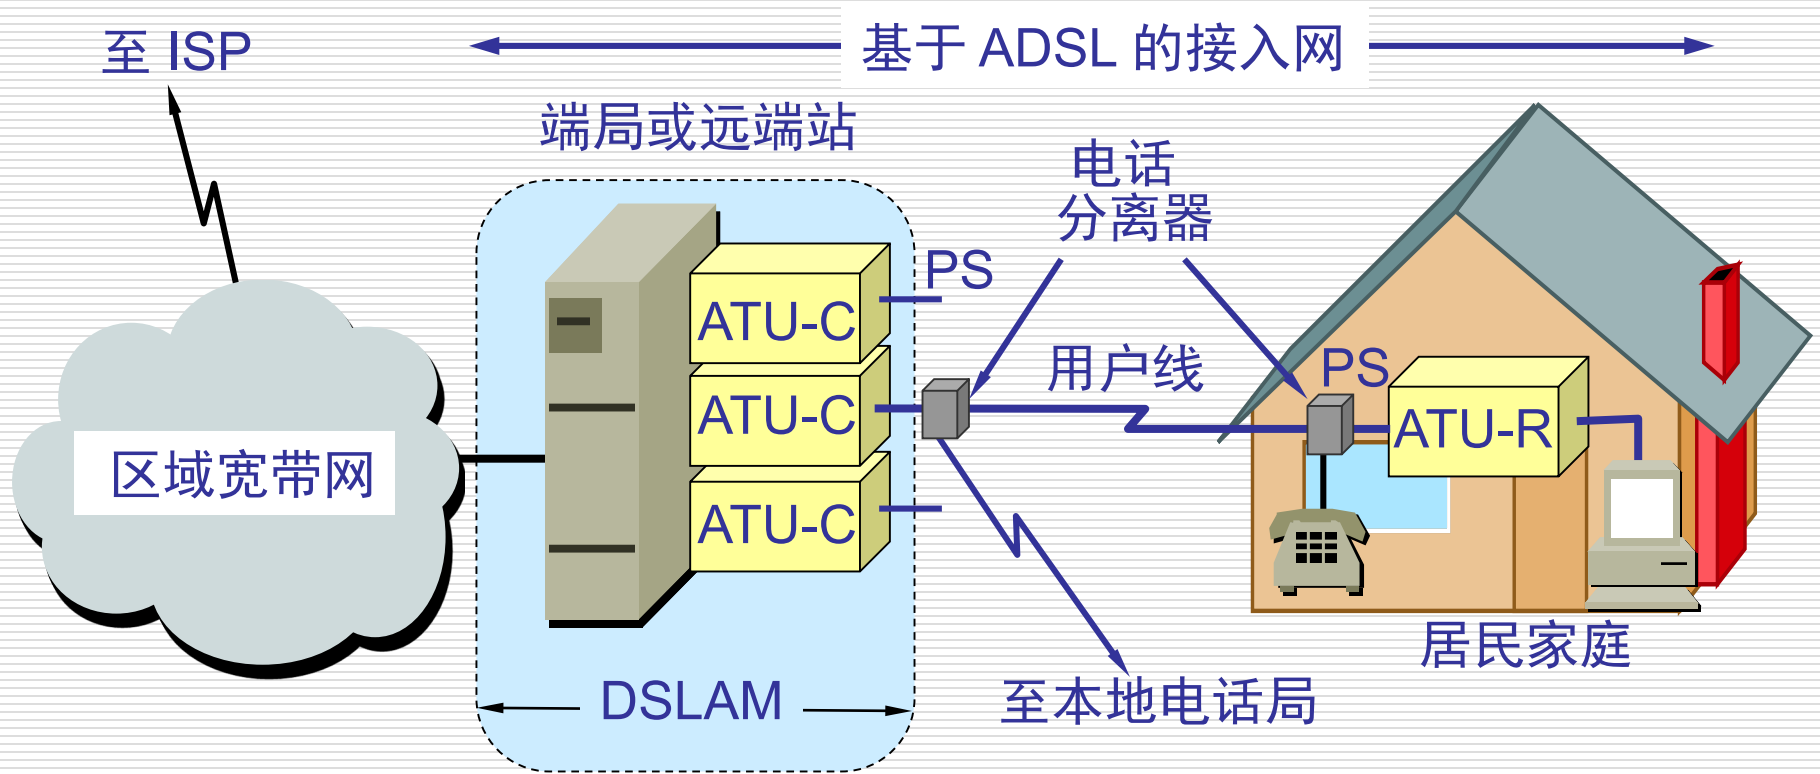 至 ISP
基于 ADSL 的接入网
端局或远端站
电话
分离器
PS
ATU-C
用户线
PS
ATU-C
ATU-R
区域宽带网
ATU-C
居民家庭
DSLAM
至本地电话局